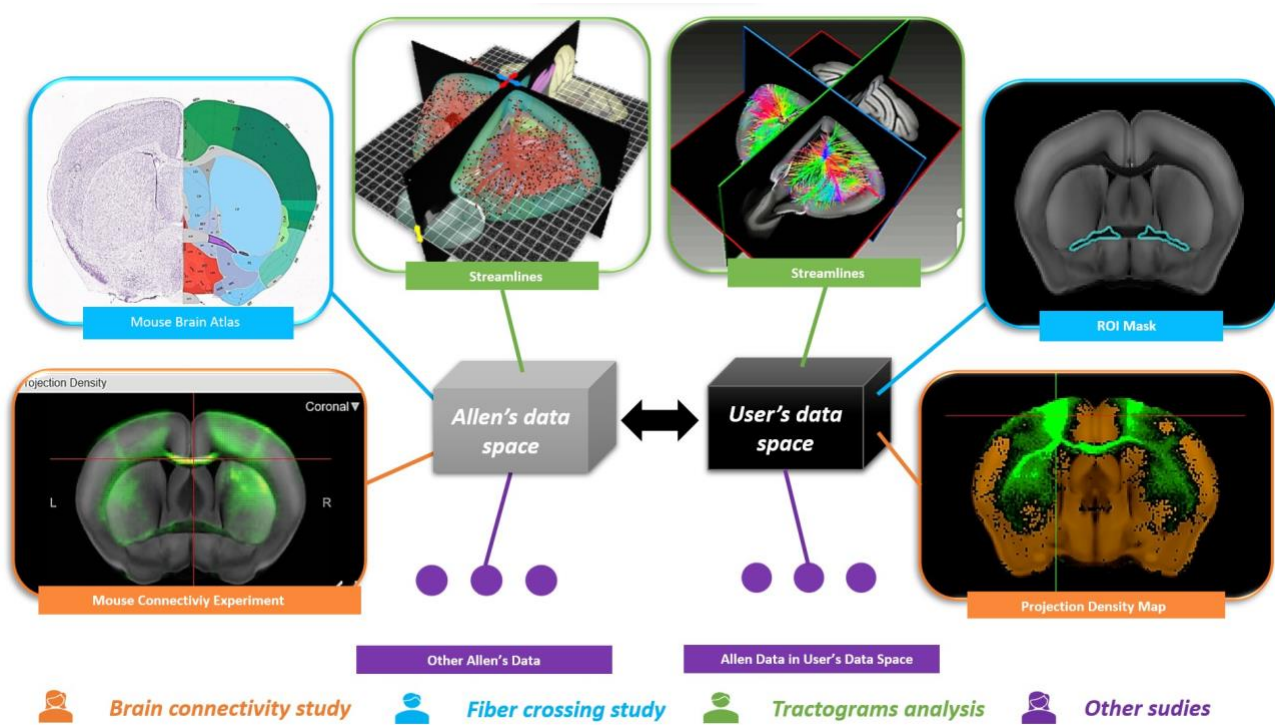 Mouse Brain Atlas
Streamlines
Streamlines
ROI Mask
rojection Density
Coronal▼
L
R
Allen's data
space
User's data
space
Mouse Connectiviy Experiment
Projection Density Map
Other Allen's Data
Allen Data in User's Data Space
Brain connectivity study
Fiber crossing study
Tractograms analysis
Other sudies